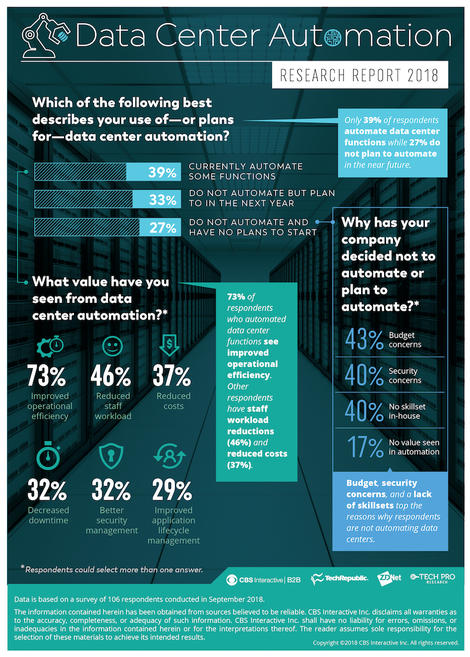 Data Center Automation
RESEARCH REPORT 2018
Which of the following best
describes your use of—or plans
for—data center automation?
Only 39% of respondents
automate data center
functions while 27% do
not plan to automate
in the near future.
39%
CURRENTLY AUTOMATE
SOME FUNCTIONS
33%
DO NOT AUTOMATE BUT PLAN
TO IN THE NEXT YEAR
27%
DO NOT AUTOMATE AND
HAVE NO PLANS TO START
Why has your
company
decided not to
automate or
plan to
automate?*
43%
Budget
concerns
40%
Security
concerns
40%
No skillset
in-house
17%
No value seen
in automation
Budget, security
concerns, and a lack
of skillsets top the
reasons why respondents
are not automating data
centers.
What value have you
seen from data
center automation?*
73%
Improved
operational
efficiency
46%
Reduced
staff
workload
37%
Reduced
costs
32%
Decreased
downtime
32%
Better
security
management
29%
Improved
application
lifecycle
management
73% of
respondents
who automated
data center
functions see
improved
operational
efficiency.
Other
respondents
have staff
workload
reductions
(46%) and
reduced costs
(37%).
*Respondents could select more than one answer.
CBS Interactive | B2B
TechRepublic.
ZDNet
TECH PRO
RESEARCH
Data is based on a survey of 106 respondents conducted in September 2018.
The information contained herein has been obtained from sources believed to be reliable. CBS Interactive Inc. disclaims all warranties as
to the accuracy, completeness, or adequacy of such information. CBS Interactive Inc. shall have no liability for errors, omissions, or
inadequacies in the information contained herein or for the interpretations thereof. The reader assumes sole responsibility for the
selection of these materials to achieve its intended results.
Copyright ©2018 CBS Interactive Inc. All rights reserved.